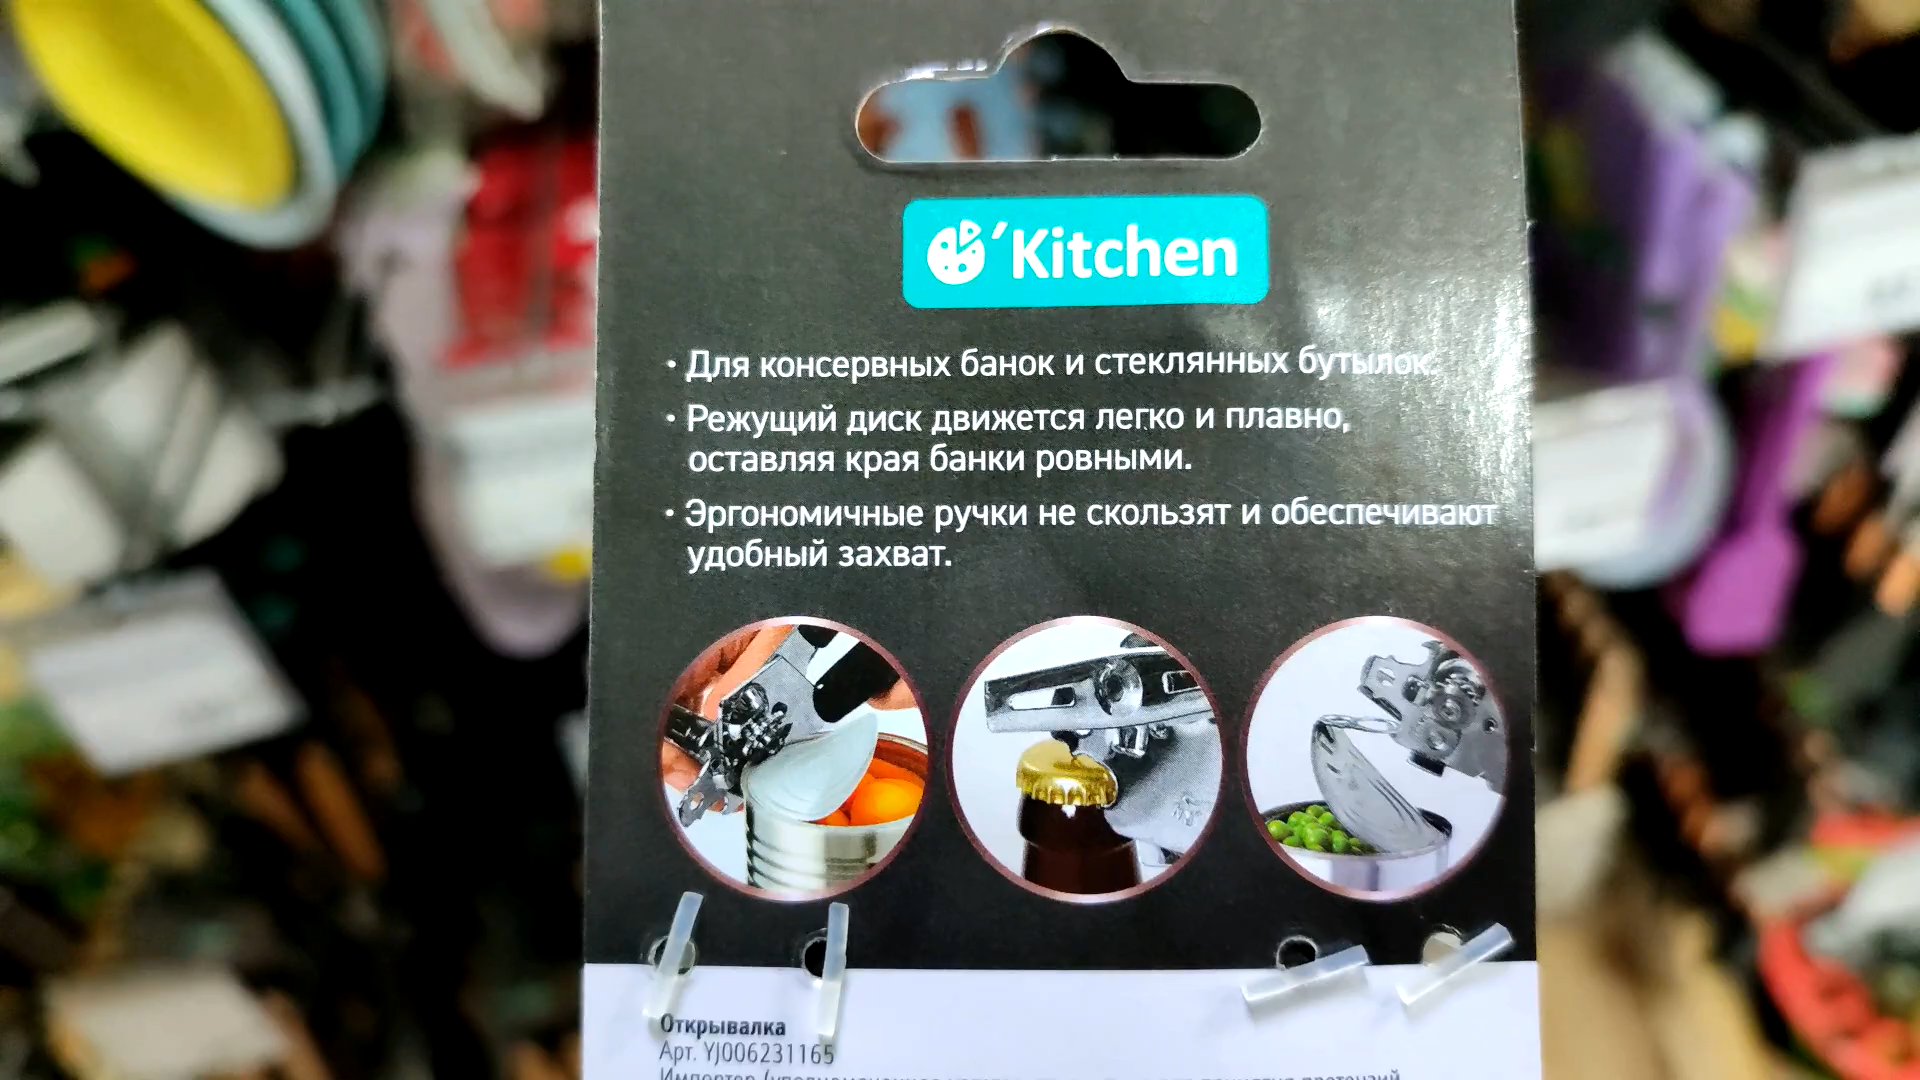 'Kitchen
· Для консервных банок и стеклянных бутылок.
· Режущий диск движется легко и плавно,
оставляя края банки ровными.
· Эргономичные ручки не скользят и обеспечивают
удобный захват.
Открывалка
Арт. YJ006231165
Импортер